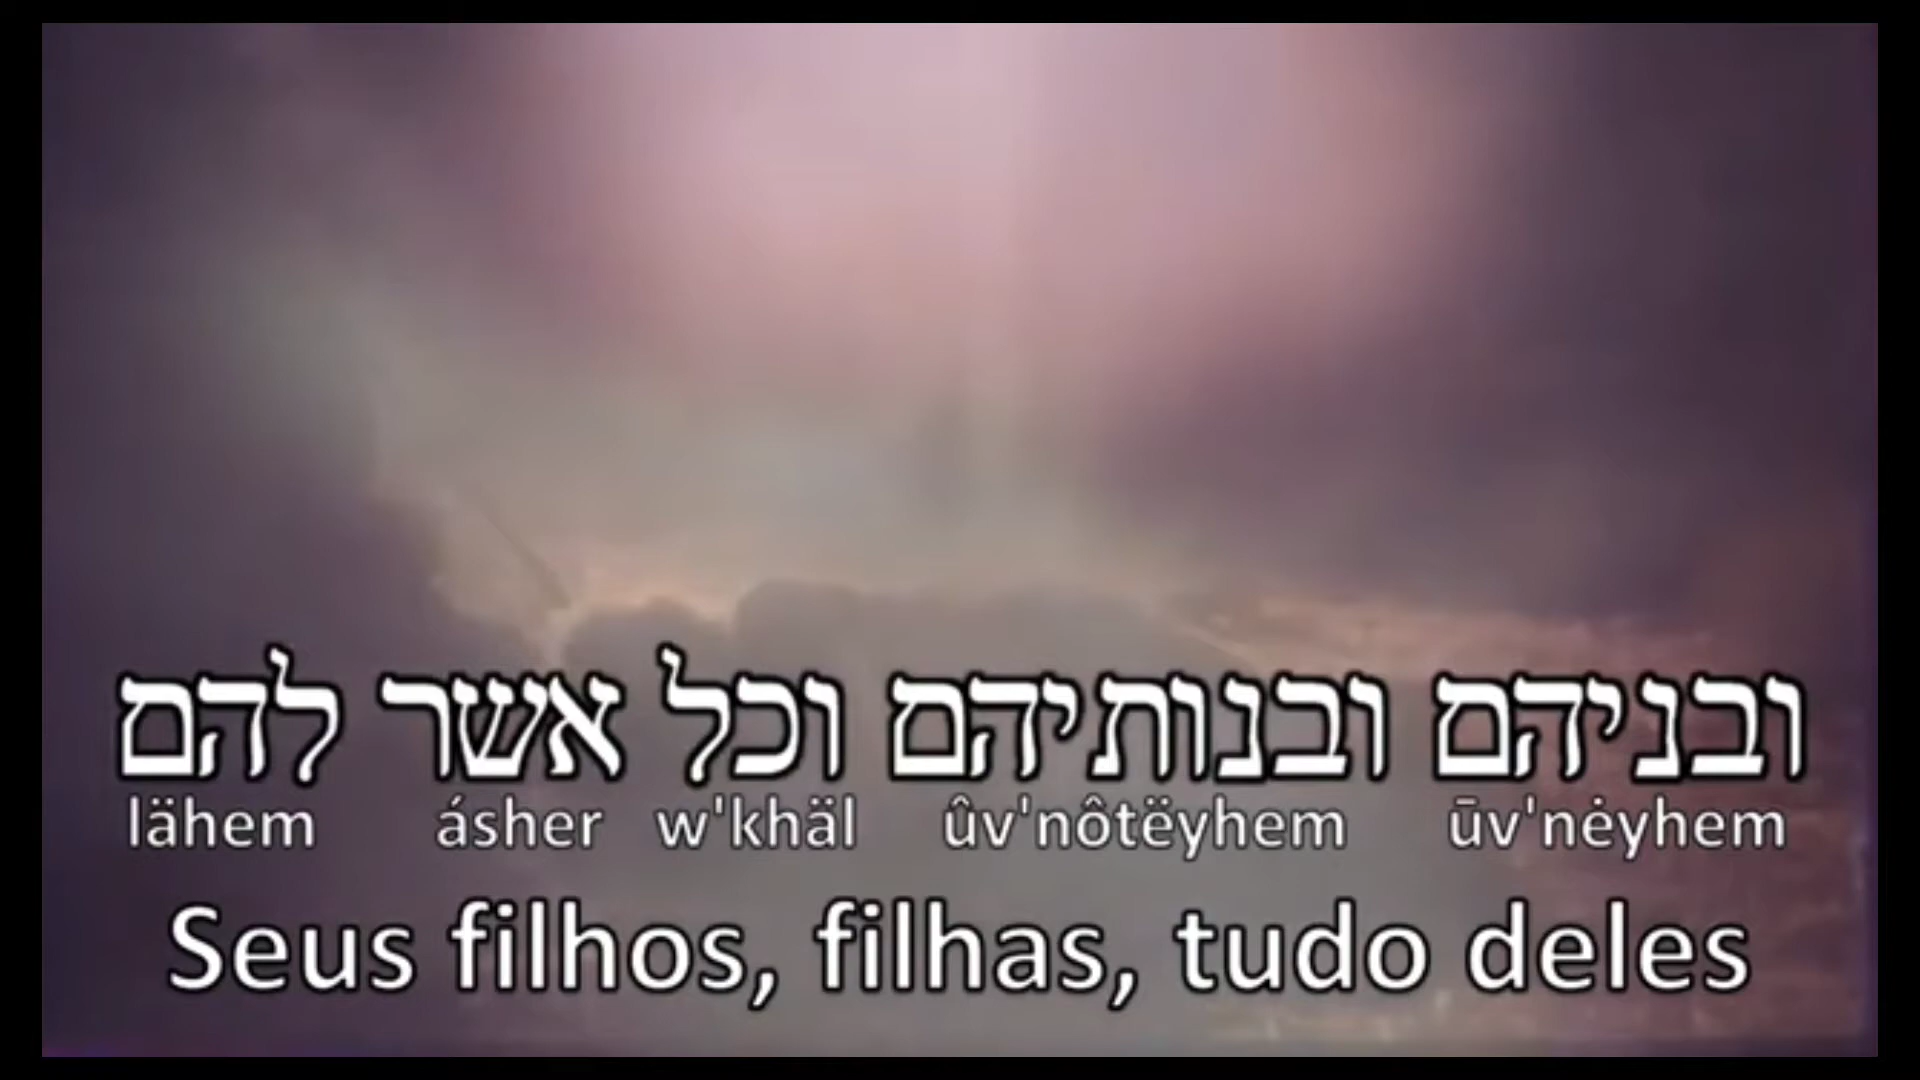 ובניהם ובנותיהם וכל אשר להם
lähem ásher w'khäl ûv'nôtëyhem ūv'nėyhem
Seus filhos, filhas, tudo deles